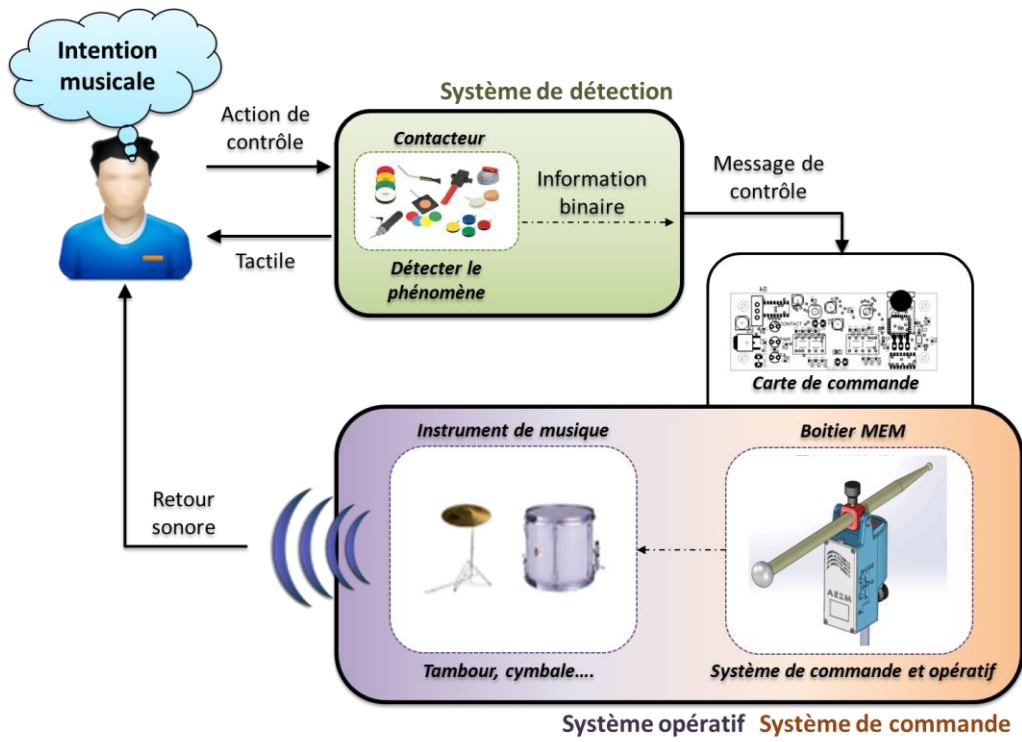 Intention
musicale
Action de
contrôle
Tactile
Système de détection
Contacteur
Information
binaire
Détecter le
phénomène
Message de
contrôle
Carte de commande
Instrument de musique
Boitier MEM
Retour
sonore
Tambour, cymbale....
Système de commande et opératif
Système opératif Système de commande